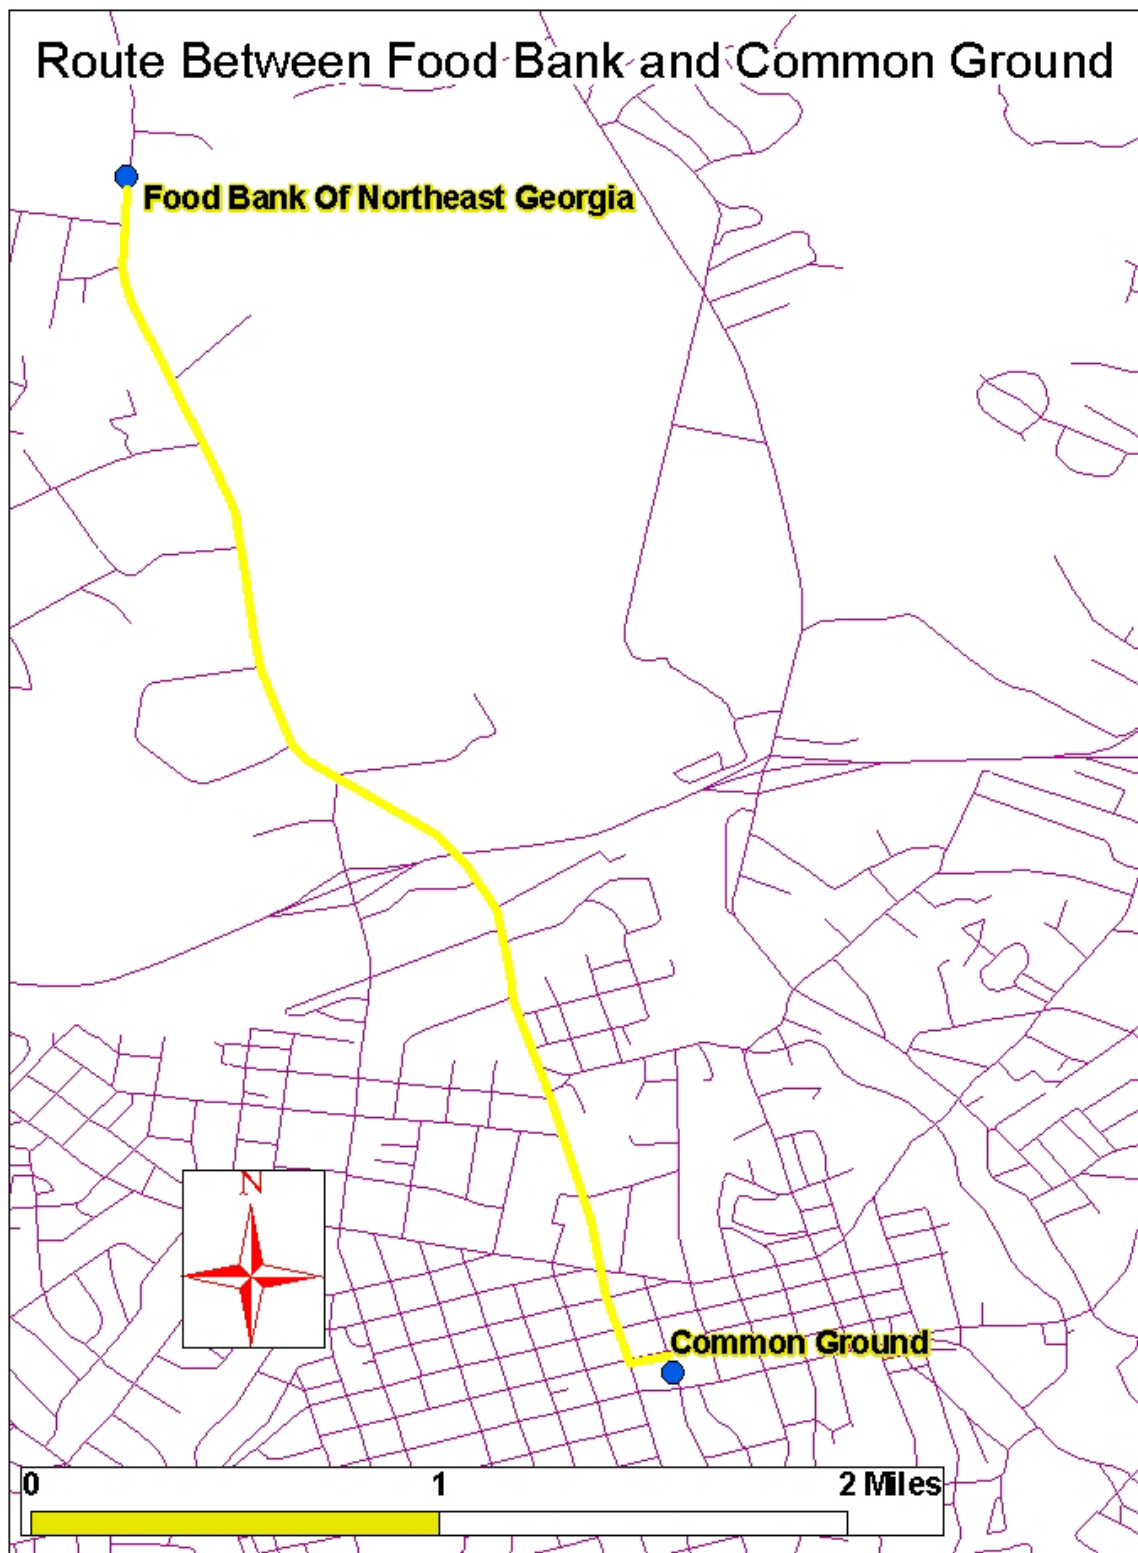 Route Between Food Bank and Common Ground
Food Bank Of Northeast Georgia
N
Common Ground
0 1 2 Miles